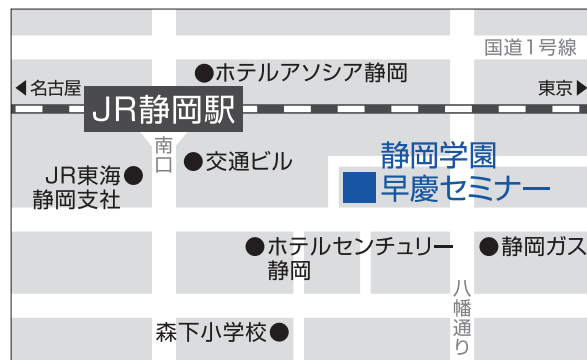 国道1号線
ホテルアソシア静岡
名古屋
東京
JR静岡駅
南口
交通ビル
JR東海
静岡支社
静岡学園
早慶セミナー
ホテルセンチュリー
静岡
静岡ガス
八幡通り
森下小学校